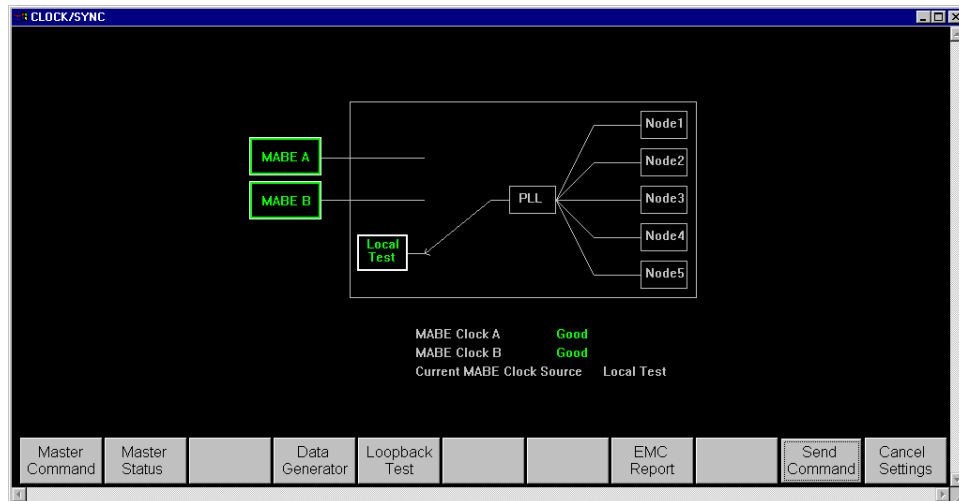 CLOCK/SYNC
Node1
MABE A
Node2
MABE B
PLL
Node3
Local
Test
Node4
Node5
MABE Clock A Good
MABE Clock B Good
Current MABE Clock Source Local Test
Master Command
Master Status
Data Generator
Loopback Test
EMC Report
Send Command
Cancel Settings